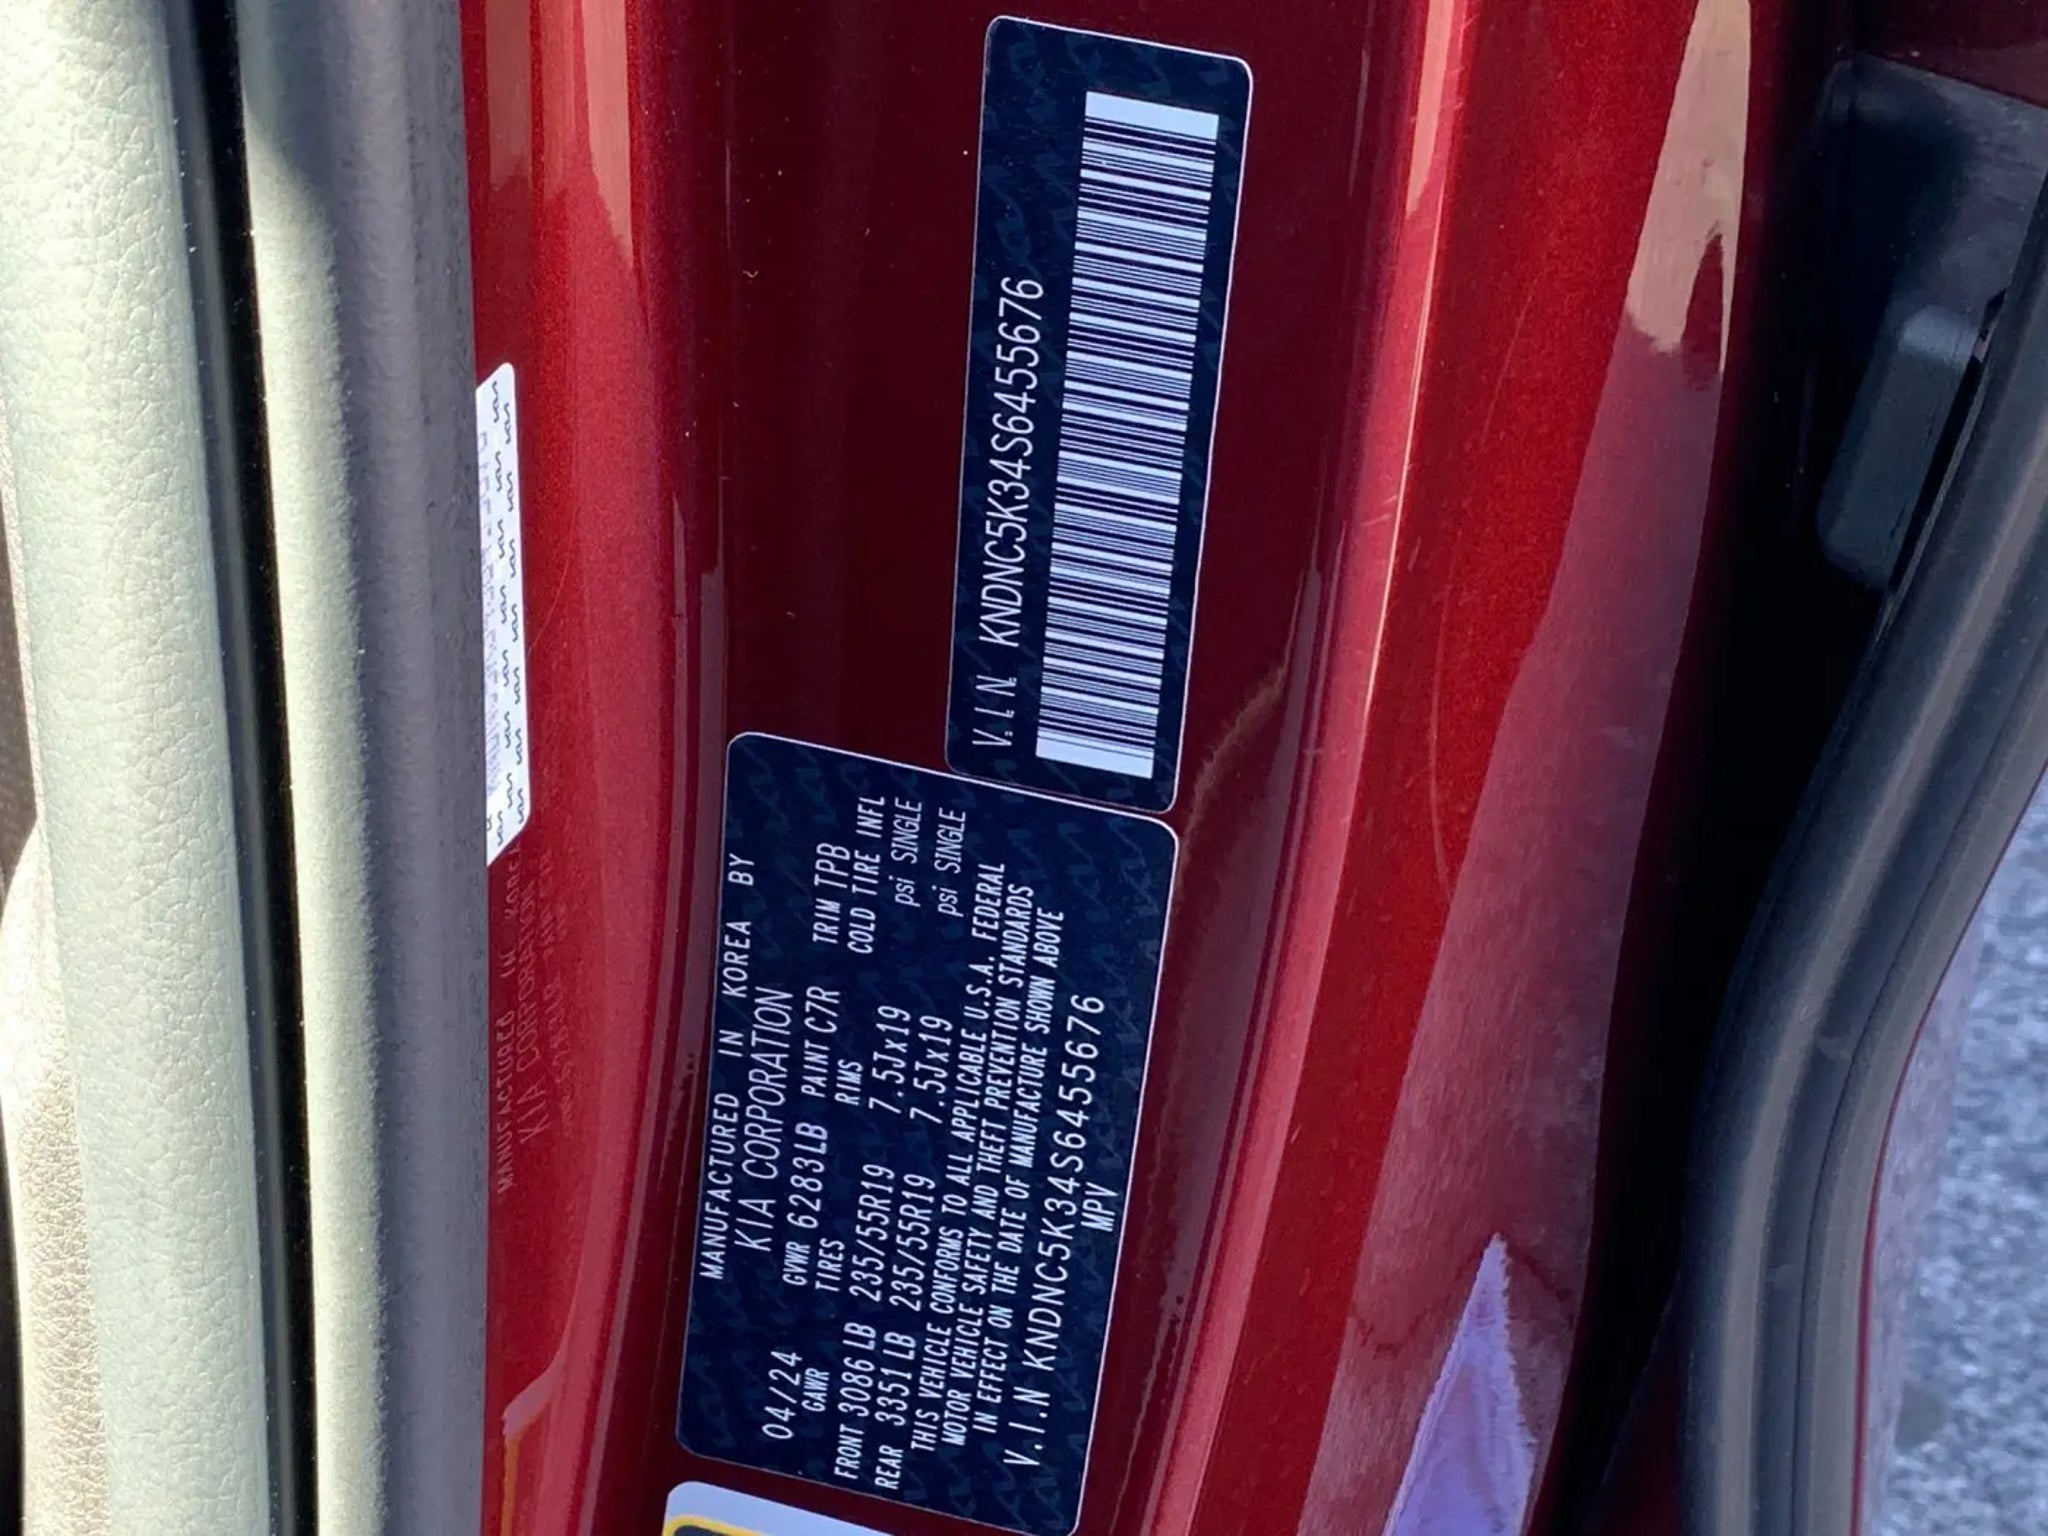 V.I.N. KNDNC5K34S6455676
MANUFACTURED IN KOREA BY
KIA CORPORATION
04/24 GVWR 6283LB PAINT C7R TRIM TPB
GAWR TIRES RIMS COLD TIRE INFL
FRONT 3086 LB 235/55R19 7.5Jx19 psi SINGLE
REAR 3351 LB 235/55R19 7.5Jx19 psi SINGLE
THIS VEHICLE CONFORMS TO ALL APPLICABLE U.S.A. FEDERAL
MOTOR VEHICLE SAFETY AND THEFT PREVENTION STANDARDS
IN EFFECT ON THE DATE OF MANUFACTURE SHOWN ABOVE
V.I.N KNDNC5K34S6455676
MPV